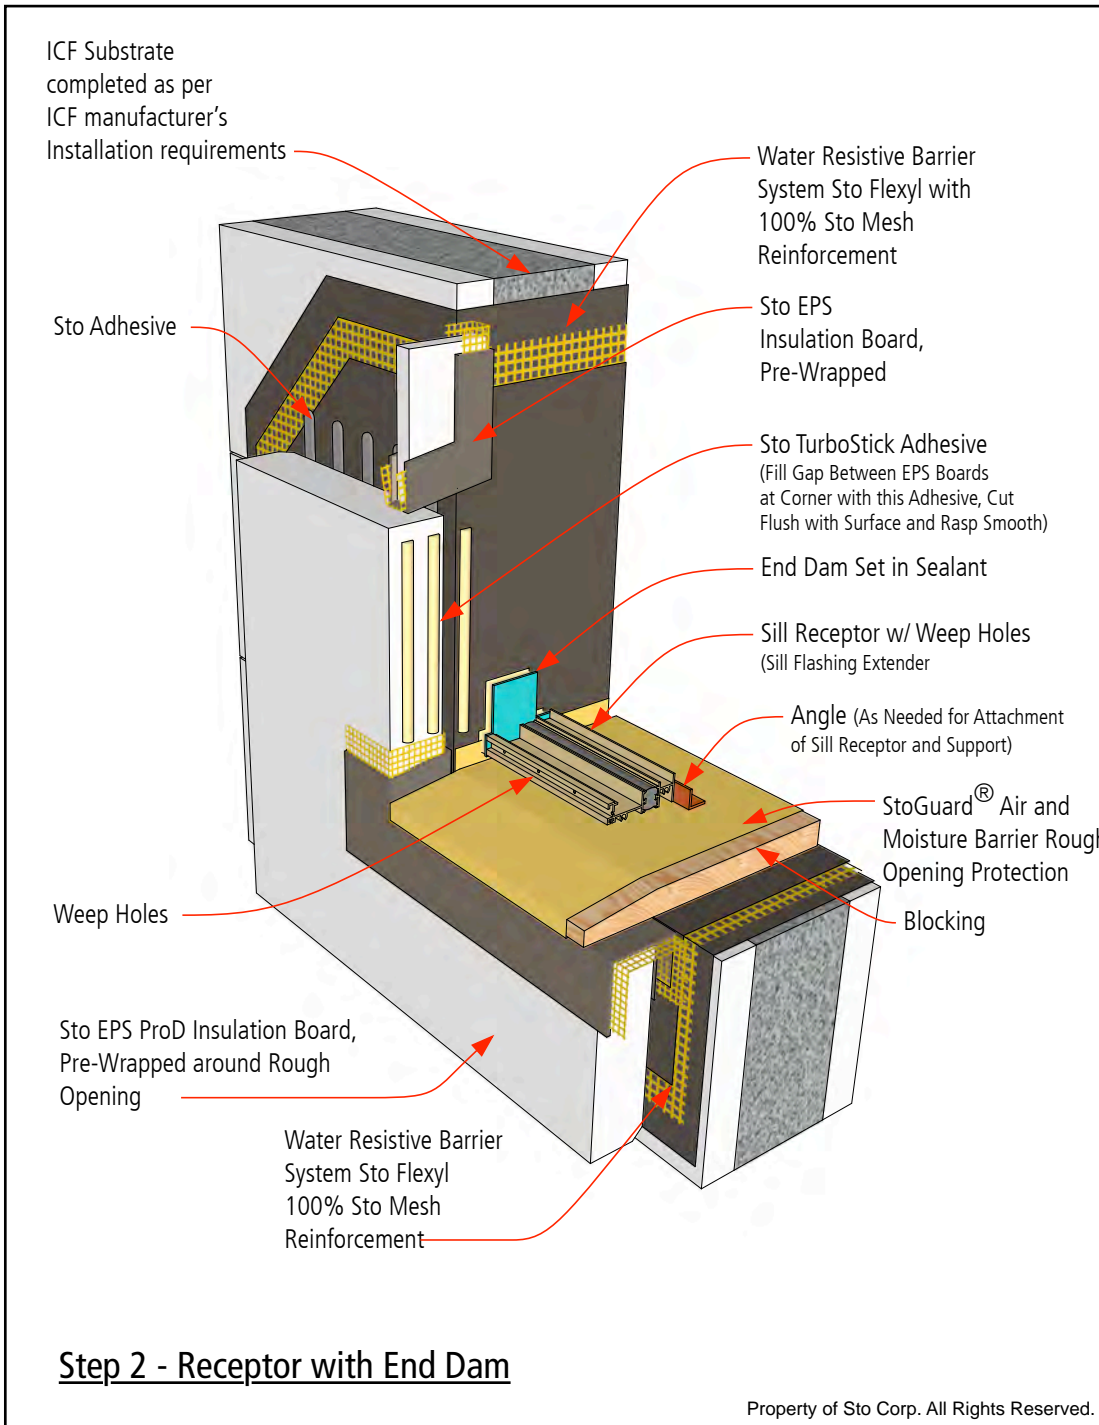 ICF Substrate
completed as per
ICF manufacturer's
Installation requirements
Water Resistive Barrier
System Sto Flexyl with
100% Sto Mesh
Reinforcement
Sto Adhesive
Sto EPS
Insulation Board,
Pre-Wrapped
Sto TurboStick Adhesive
(Fill Gap Between EPS Boards
at Corner with this Adhesive, Cut
Flush with Surface and Rasp Smooth)
End Dam Set in Sealant
Sill Receptor w/ Weep Holes
(Sill Flashing Extender
Angle (As Needed for Attachment
of Sill Receptor and Support)
StoGuard® Air and
Moisture Barrier Rough
Opening Protection
Blocking
Weep Holes
Sto EPS ProD Insulation Board,
Pre-Wrapped around Rough
Opening
Water Resistive Barrier
System Sto Flexyl
100% Sto Mesh
Reinforcement
Step 2 - Receptor with End Dam
Property of Sto Corp. All Rights Reserved.